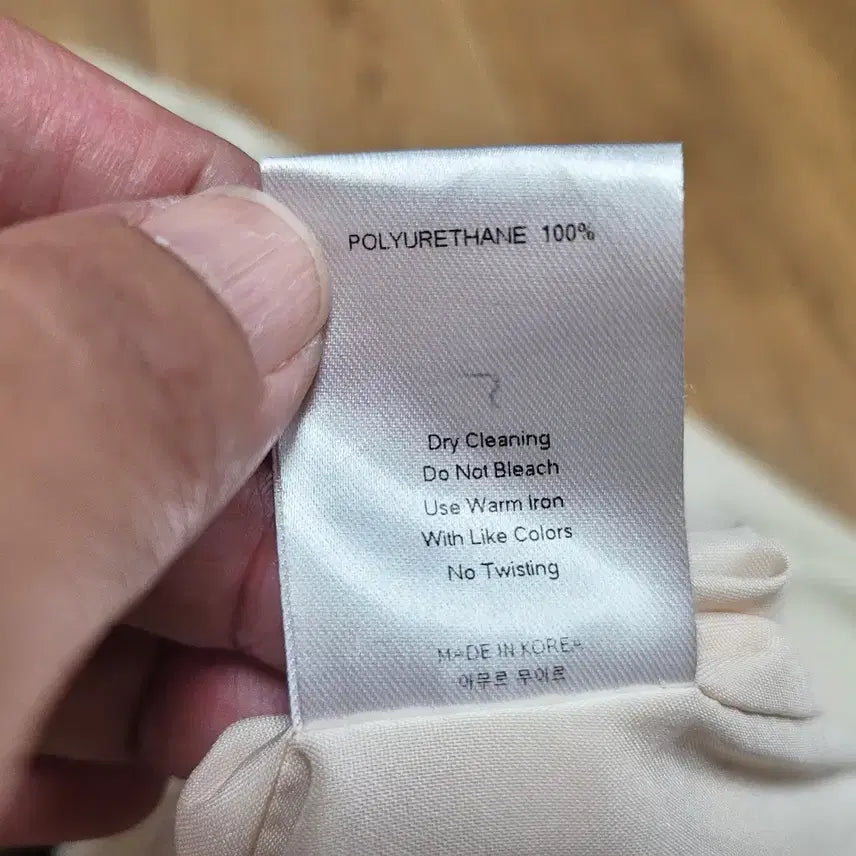 POLYURETHANE 100%
Dry Cleaning
Do Not Bleach
Use Warm Iron
With Like Colors
No Twisting
MADE IN KOREA
아무르 무이르